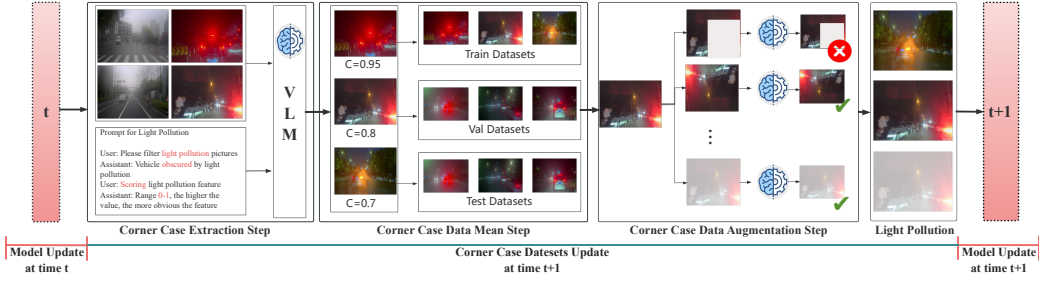 t
Prompt for Light Pollution
User: Please filter light pollution pictures
Assistant: Vehicle obscured by light
pollution
User: Scoring light pollution feature
Assistant: Range 0-1, the higher the
value, the more obvious the feature
V
L
M
C=0.95
C=0.8
C=0.7
Train Datasets
Val Datasets
Test Datasets
t+1
Corner Case Extraction Step
Corner Case Data Mean Step
Corner Case Data Augmentation Step
Light Pollution
Model Update
at time t
Corner Case Datesets Update
at time t+1
Model Update
at time t+1